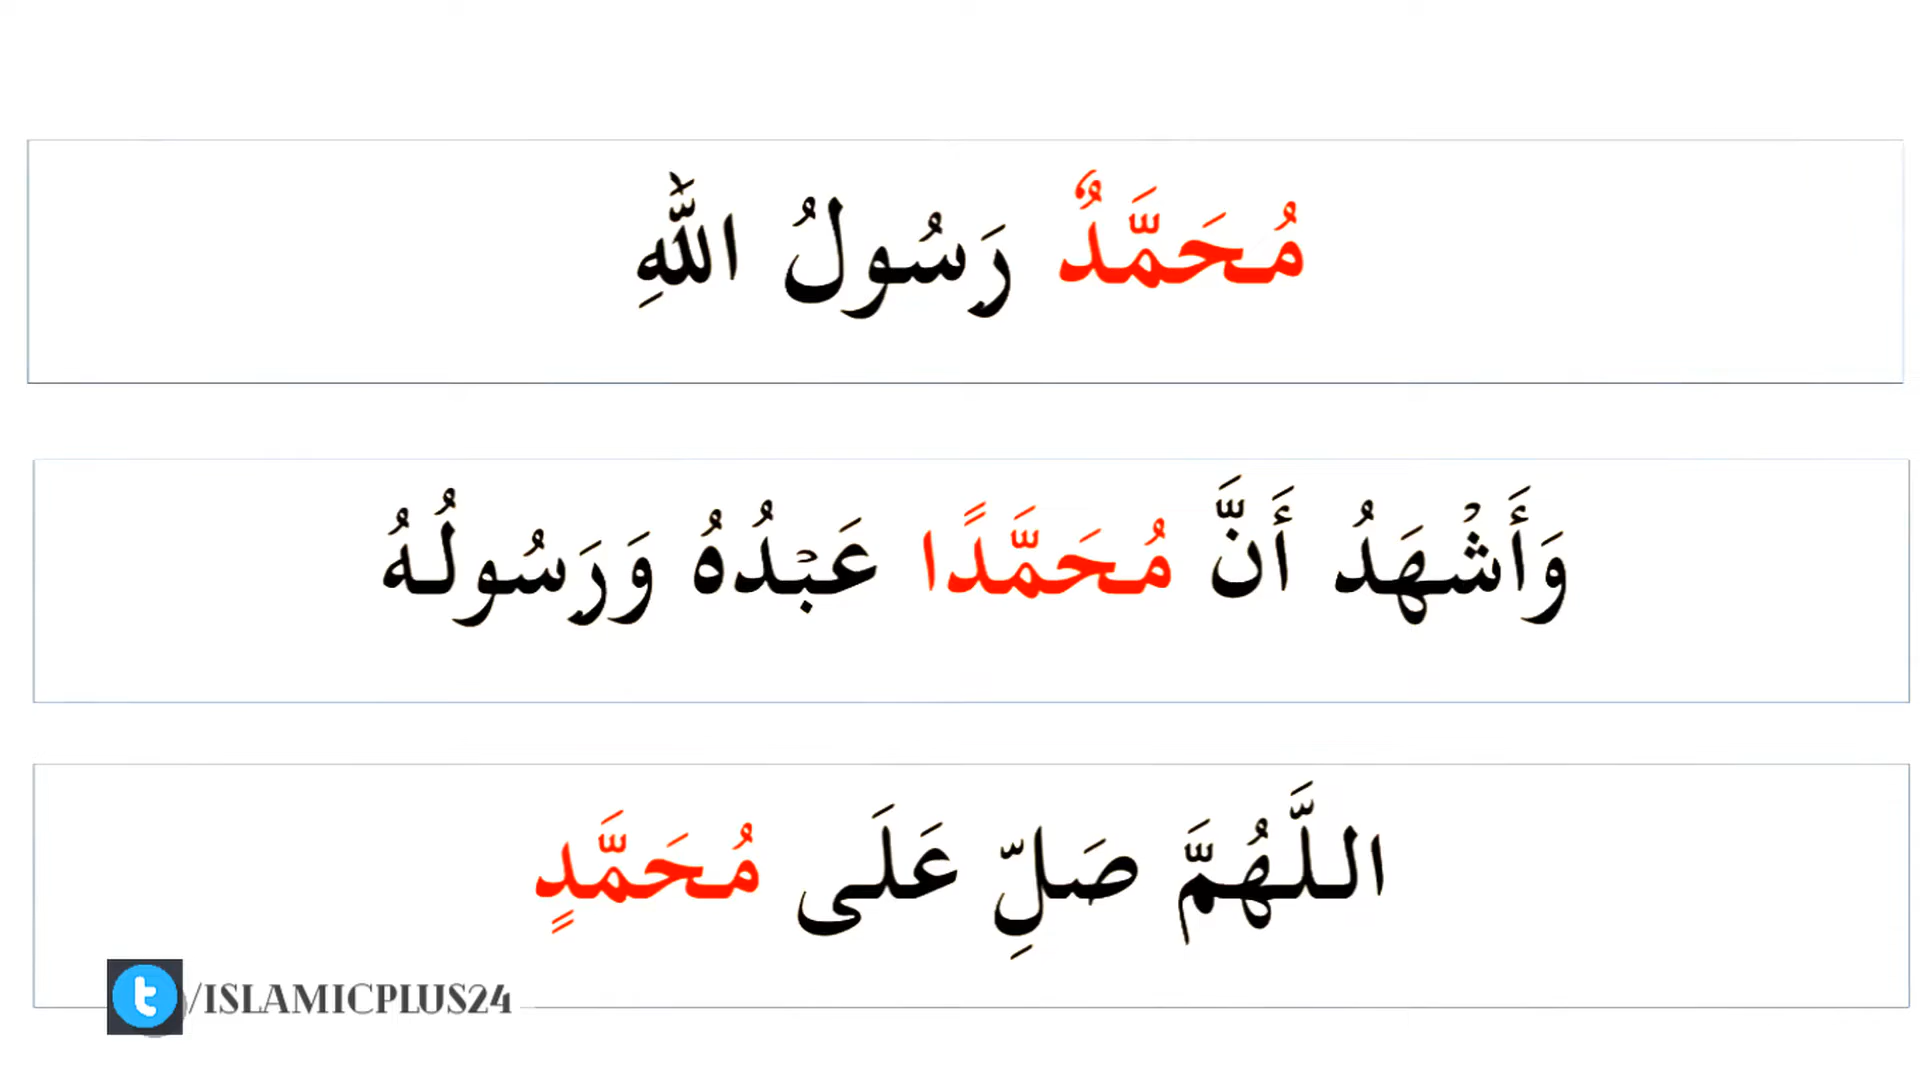 مُحَمَّدٌ رَسُولُ اللّٰهِ
وَأَشْهَدُ أَنَّ مُحَمَّدًا عَبْدُهُ وَرَسُولُهُ
اللَّهُمَّ صَلِّ عَلَى مُحَمَّدٍ
/ISLAMICPLUS24